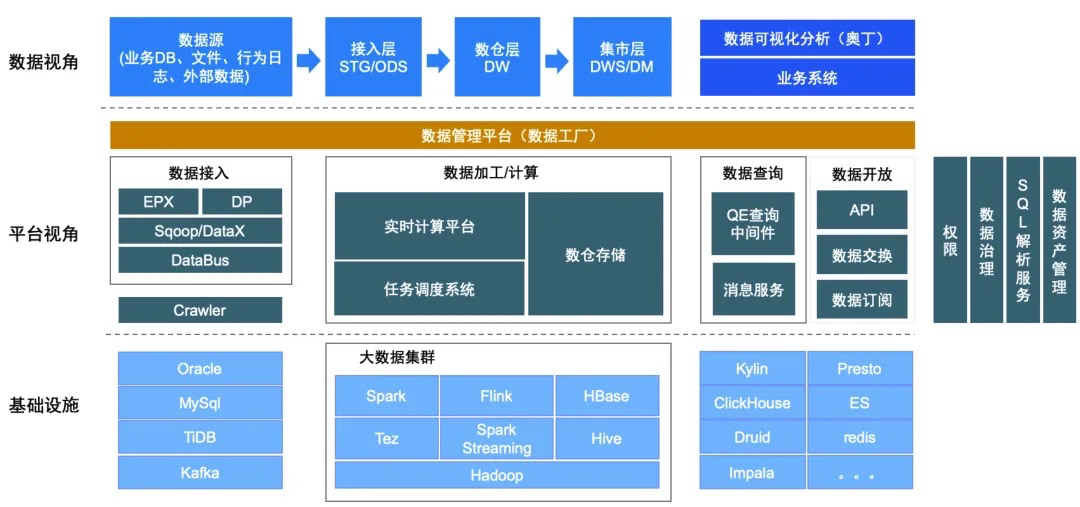 数据视角
数据源
(业务DB、文件、行为日
志、外部数据)
接入层
STG/ODS
数仓层
DW
集市层
DWS/DM
数据可视化分析（奥丁）
业务系统
数据管理平台（数据工厂）
平台视角
数据接入
EPX
DP
Sqoop/DataX
DataBus
Crawler
数据加工/计算
实时计算平台
任务调度系统
数仓存储
数据查询
QE查询
中间件
消息服务
数据开放
API
数据交换
数据订阅
权限
数据治理
SQL解析服务
数据资产管理
基础设施
Oracle
MySql
TiDB
Kafka
大数据集群
Spark
Flink
HBase
Tez
Spark
Streaming
Hive
Hadoop
Kylin
Presto
ClickHouse
ES
Druid
redis
Impala
。。。